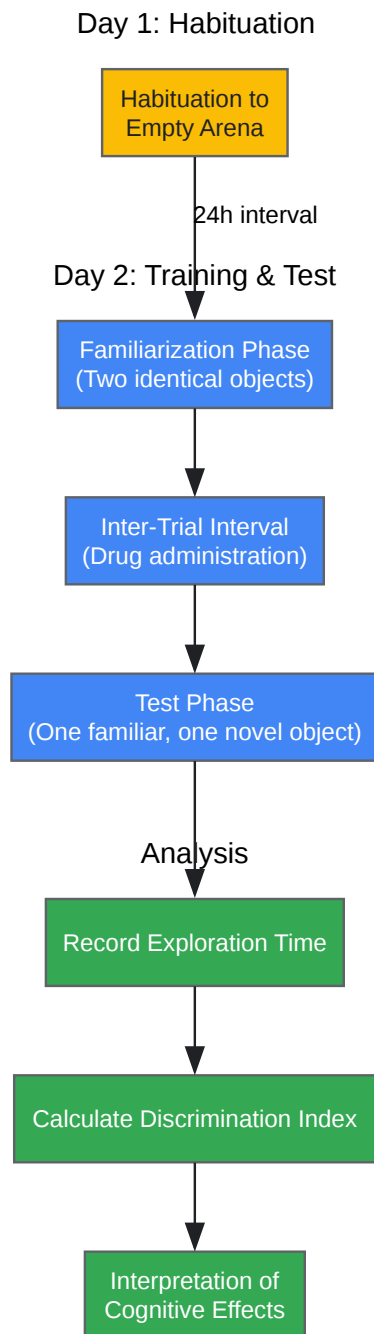 Day 1: Habituation
Habituation to
Empty Arena
24h interval
Day 2: Training & Test
Familiarization Phase
(Two identical objects)
Inter-Trial Interval
(Drug administration)
Test Phase
(One familiar, one novel object)
Analysis
Record Exploration Time
Calculate Discrimination Index
Interpretation of
Cognitive Effects